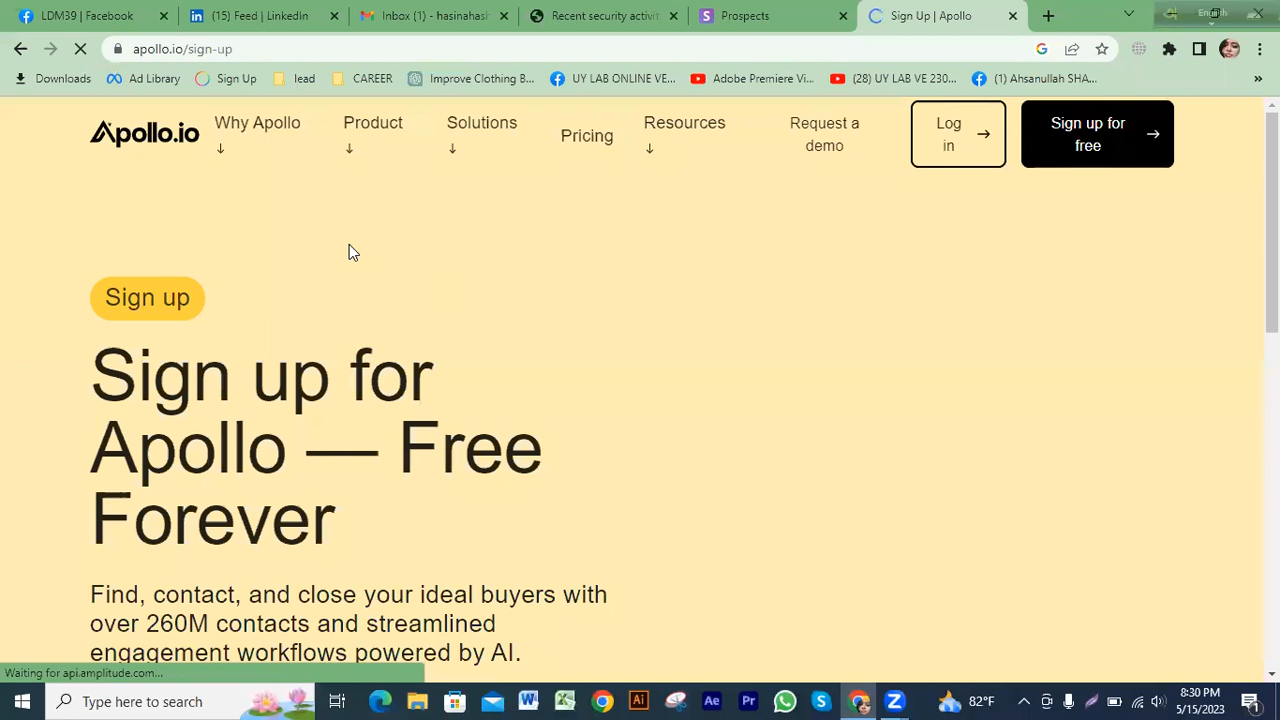 LDM39 | Facebook
(15) Feed | LinkedIn
Inbox (1) - hasinahash
Recent security activit
Prospects
Sign Up | Apollo
English
apollo.io/sign-up
Downloads
Ad Library
Sign Up
lead
CAREER
Improve Clothing B...
UY LAB ONLINE VE...
Adobe Premiere Vi...
(28) UY LAB VE 230...
(1) Ahsanullah SHA...
»
Apollo.io
Why Apollo ↓
Product ↓
Solutions ↓
Pricing
Resources ↓
Request a
demo
Log
in →
Sign up for
free →
Sign up
Sign up for
Apollo — Free
Forever
Find, contact, and close your ideal buyers with
over 260M contacts and streamlined
engagement workflows powered by AI.
Waiting for api.amplitude.com...
Type here to search
82°F
8:30 PM
5/15/2023